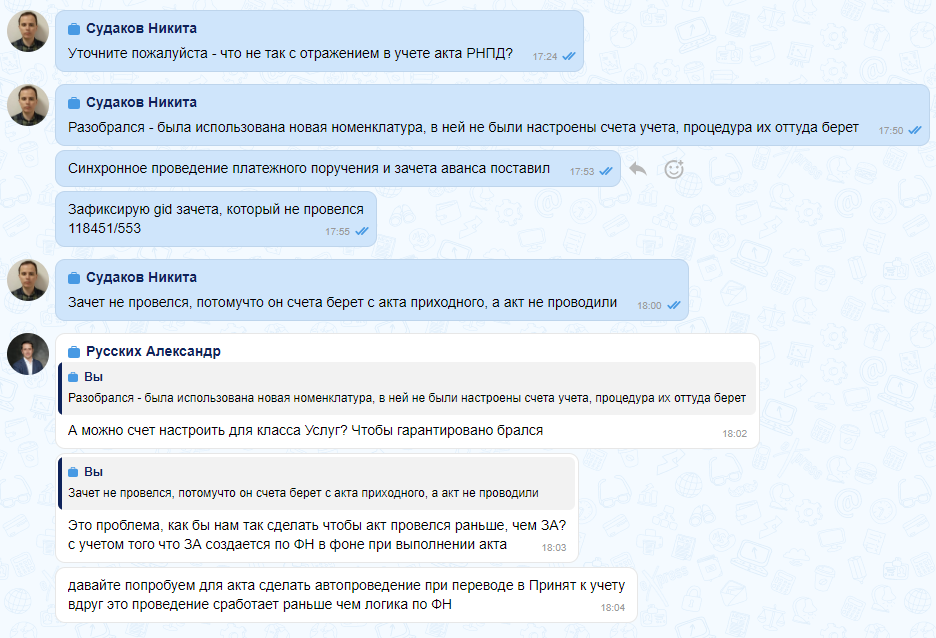 Судаков Никита
Уточните пожалуйста - что не так с отражением в учете акта РНПД?
17:24
Судаков Никита
Разобрался - была использована новая номенклатура, в ней не были настроены счета учета, процедура их оттуда берет
17:50
Синхронное проведение платежного поручения и зачета аванса поставил
17:53
Зафиксирую gid зачета, который не провелся
118451/553
17:55
Судаков Никита
Зачет не провелся, потомучто он счета берет с акта приходного, а акт не проводили
18:00
Русских Александр
Вы
Разобрался - была использована новая номенклатура, в ней не были настроены счета учета, процедура их оттуда берет
А можно счет настроить для класса Услуг? Чтобы гарантировано брался
18:02
Вы
Зачет не провелся, потомучто он счета берет с акта приходного, а акт не проводили
Это проблема, как бы нам так сделать чтобы акт провелся раньше, чем ЗА?
с учетом того что ЗА создается по ФН в фоне при выполнении акта
18:03
давайте попробуем для акта сделать автопроведение при переводе в Принят к учету
вдруг это проведение сработает раньше чем логика по ФН
18:04